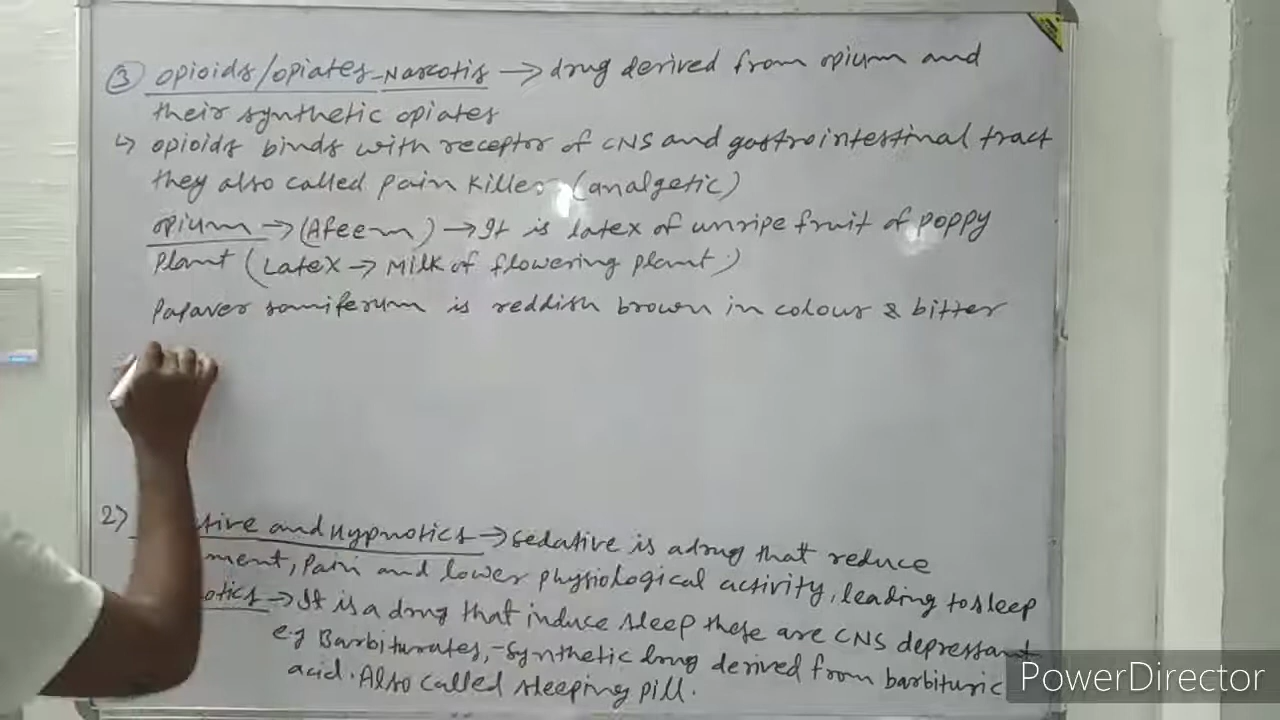 ③ opioids/opiates-Narcotis → drug derived from opium and
their synthetic opiates
↳ opioids binds with receptor of CNS and gastrointestinal tract
they also called pain killer (analgetic)
opium → (Afeem) → It is latex of unripe fruit of poppy
plant (Latex → Milk of flowering plant)
Papaver somiferum is reddish brown in colour & bitter
2) tive and Hypnotics → sedative is a drug that reduce
ment, Pain and lower physiological activity, leading to sleep
otics → It is a drug that induce sleep these are CNS depressant
eg Barbiturates, - synthetic drug derived from barbituric
acid. Also called sleeping pill.
PowerDirector